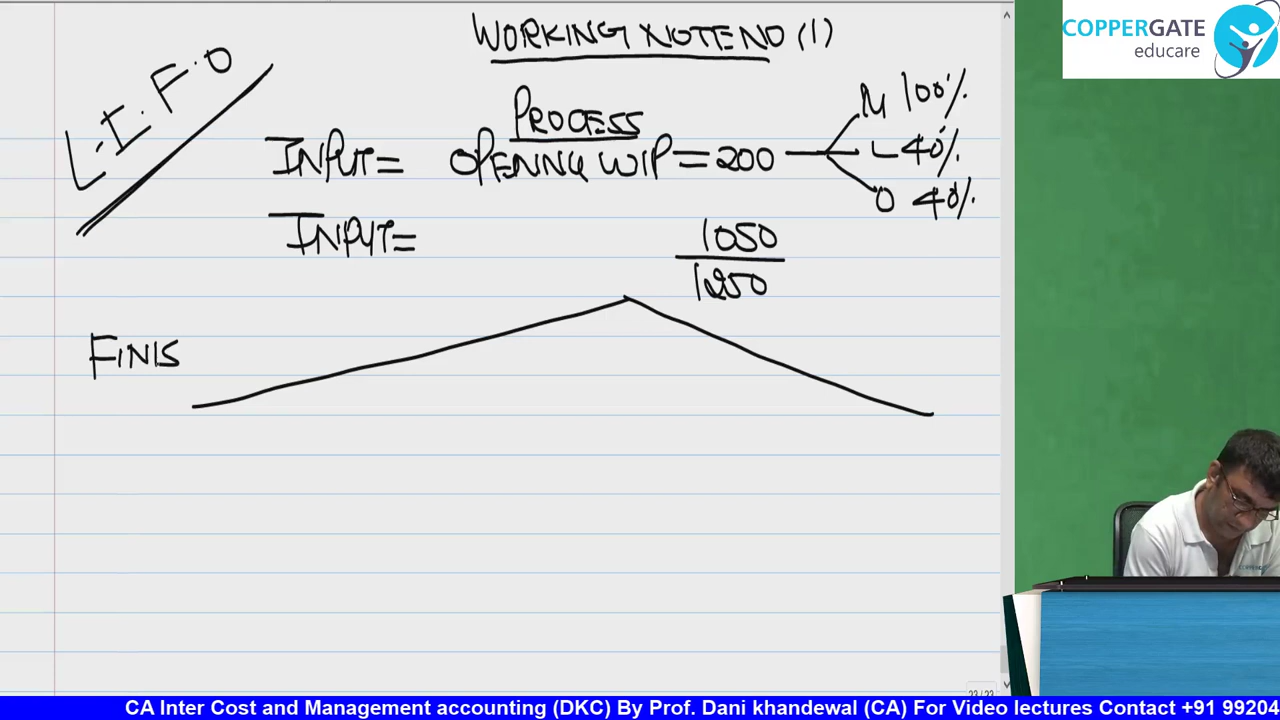 WORKING NOTE NO (1)
COPPERGATE
educare
L.I.F.O
PROCESS
M 100%
INPUT= OPENNG WIP = 200
L 40%
O 40%
INPUT= 1050
1250
FINIS
CA Inter Cost and Management accounting (DKC) By Prof. Dani khandewal (CA) For Video lectures Contact +91 99204